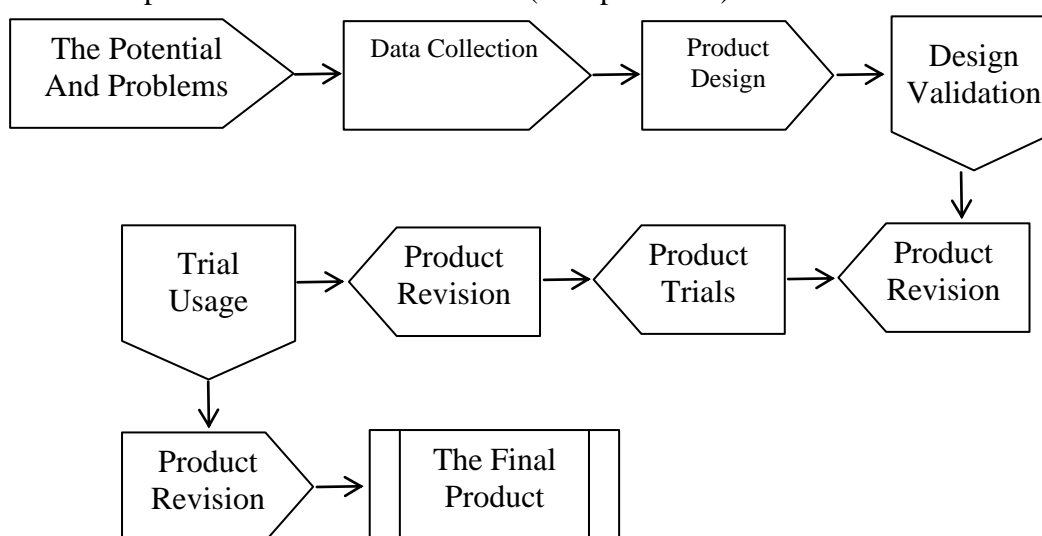 The Potential
And Problems
Data Collection
Product
Design
Design
Validation
Trial
Usage
Product
Revision
Product
Trials
Product
Revision
Product
Revision
The Final
Product